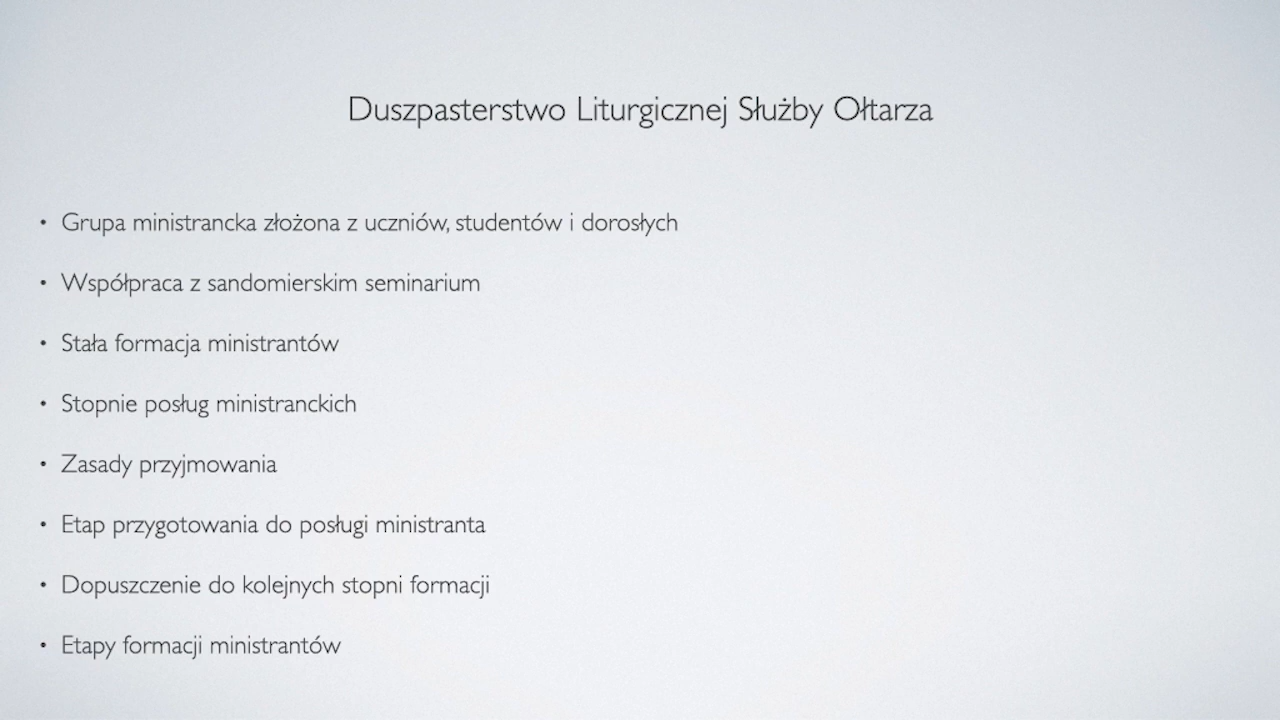 Duszpasterstwo Liturgicznej Służby Ołtarza
• Grupa ministrancka złożona z uczniów, studentów i dorosłych
• Współpraca z sandomierskim seminarium
• Stała formacja ministrantów
• Stopnie posług ministranckich
• Zasady przyjmowania
• Etap przygotowania do posługi ministranta
• Dopuszczenie do kolejnych stopni formacji
• Etapy formacji ministrantów